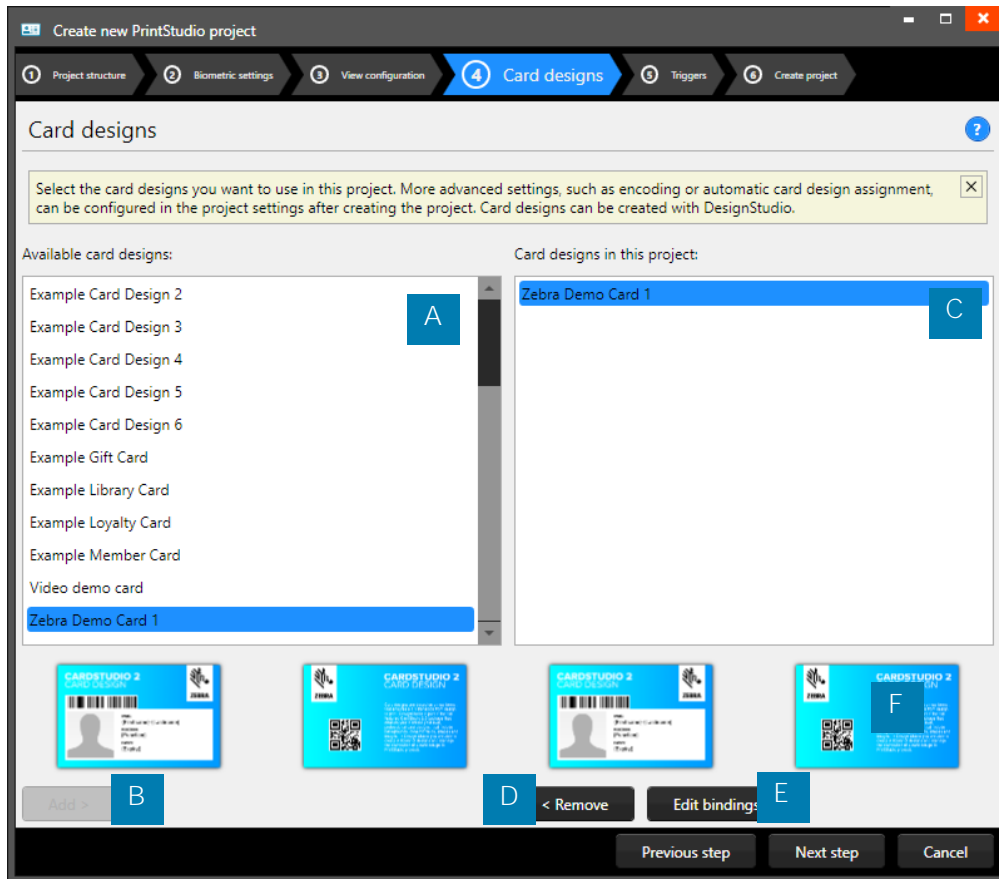 Create new PrintStudio project
1 Project structure 2 Biometric settings 3 View configuration 4 Card designs 5 Triggers 6 Create project
Card designs ?
Select the card designs you want to use in this project. More advanced settings, such as encoding or automatic card design assignment,
can be configured in the project settings after creating the project. Card designs can be created with DesignStudio.
Available card designs:
Card designs in this project:
Example Card Design 2
Example Card Design 3
Example Card Design 4
Example Card Design 5
Example Card Design 6
Example Gift Card
Example Library Card
Example Loyalty Card
Example Member Card
Video demo card
Zebra Demo Card 1
A
Zebra Demo Card 1
C
CARDSTUDIO 2
CARD DESIGN
ZEBRA
ZEBRA
CARDSTUDIO 2
CARD DESIGN
CARDSTUDIO 2
CARD DESIGN
ZEBRA
ZEBRA
CARDSTUDIO 2
F
Add > B D < Remove Edit bindings E
Previous step Next step Cancel